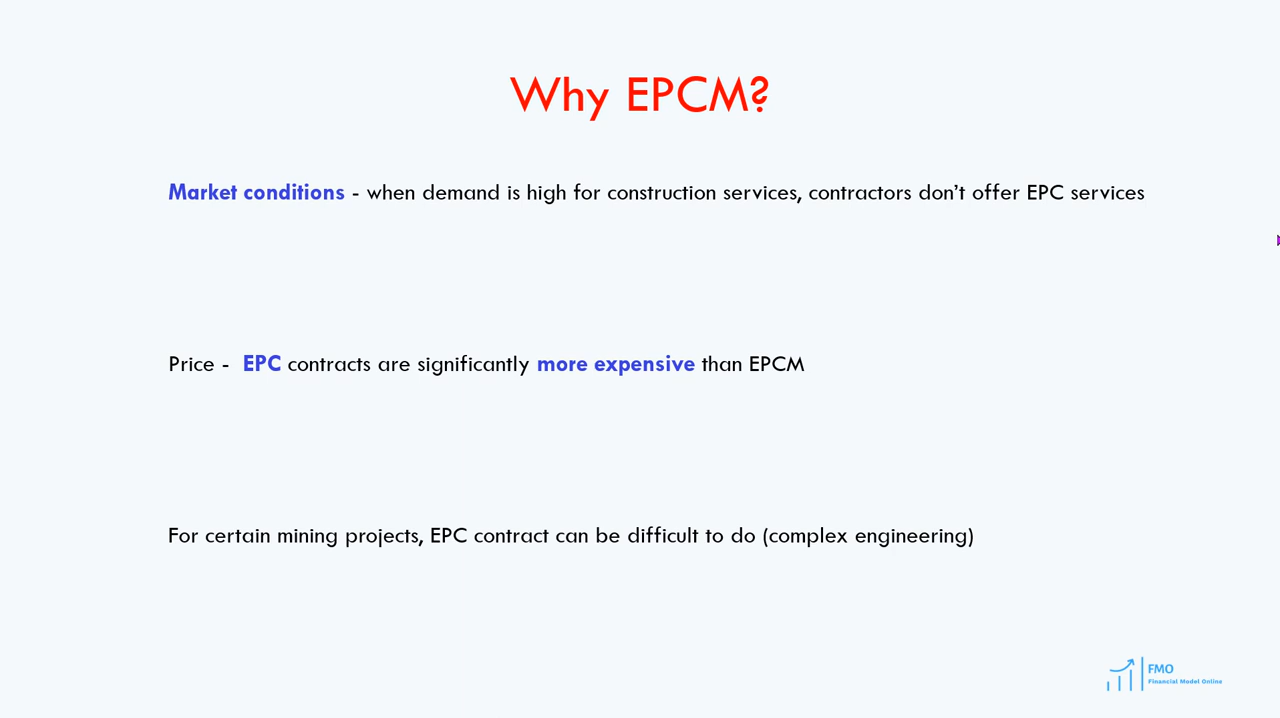 Why EPCM?
Market conditions - when demand is high for construction services, contractors don’t offer EPC services
Price - EPC contracts are significantly more expensive than EPCM
For certain mining projects, EPC contract can be difficult to do (complex engineering)
FMO
Financial Model Online